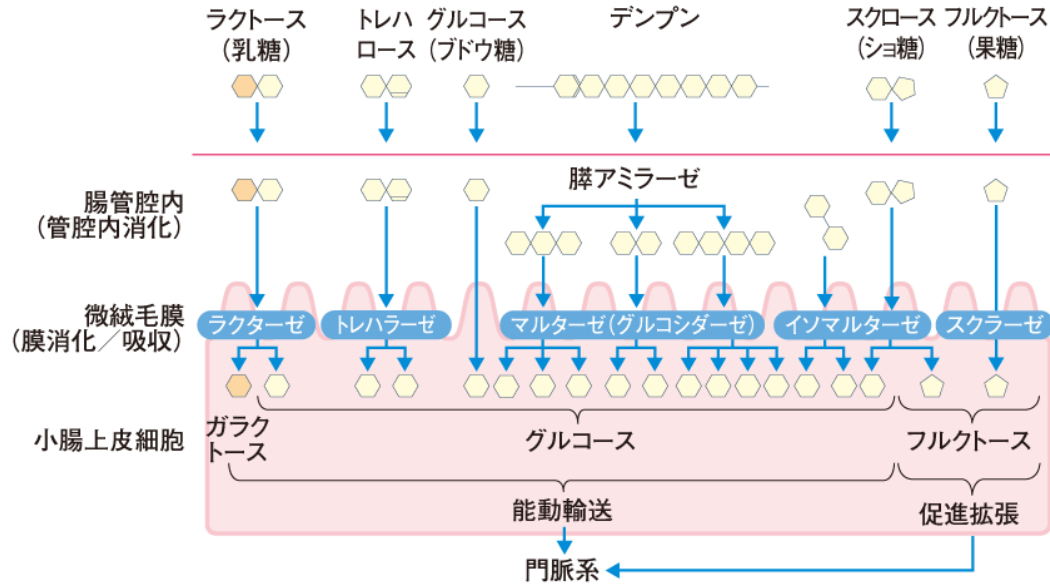 ラクトース
(乳糖)
トレハ
ロース
グルコース
(ブドウ糖)
デンプン
スクロース
(ショ糖)
フルクトース
(果糖)
腸管腔内
(管腔内消化)
膵アミラーゼ
微絨毛膜
(膜消化/吸収)
ラクターゼ
トレハラーゼ
マルターゼ(グルコシダーゼ)
イソマルターゼ
スクラーゼ
小腸上皮細胞
ガラク
トース
グルコース
フルクトース
能動輸送
促進拡張
門脈系